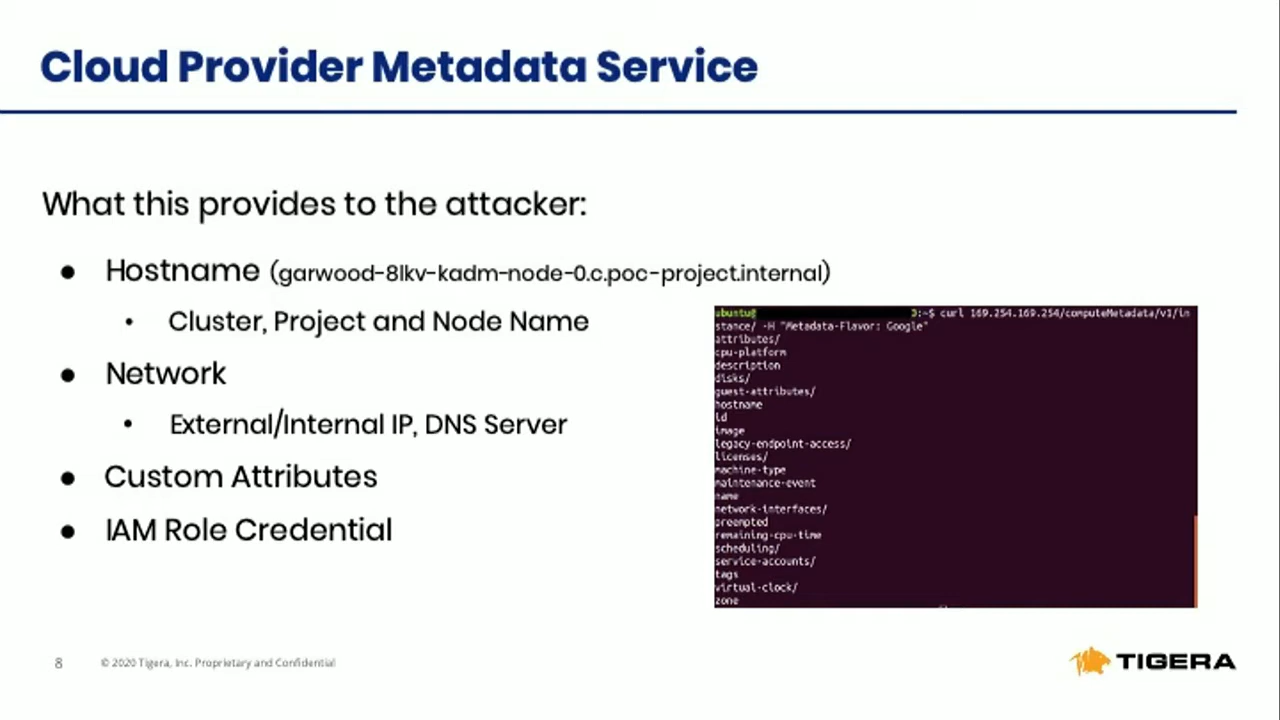 Cloud Provider Metadata Service
What this provides to the attacker:
● Hostname (garwood-8lkv-kadm-node-0.c.poc-project.internal)
• Cluster, Project and Node Name
● Network
• External/Internal IP, DNS Server
● Custom Attributes
● IAM Role Credential
ubuntu@ 0:~$ curl 169.254.169.254/computeMetadata/v1/in
stance/ -H "Metadata-Flavor: Google"
attributes/
cpu-platform
description
disks/
guest-attributes/
hostname
id
image
legacy-endpoint-access/
licenses/
machine-type
maintenance-event
name
network-interfaces/
preempted
remaining-cpu-time
scheduling/
service-accounts/
tags
virtual-clock/
zone
8 © 2020 Tigera, Inc. Proprietary and Confidential
TIGERA